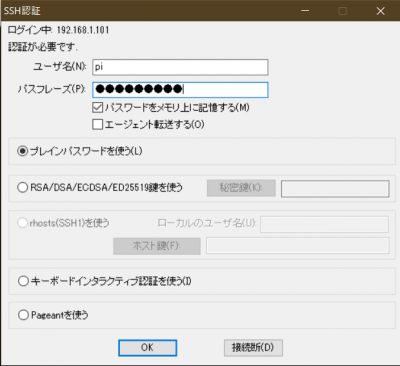 SSH認証
ログイン中: 192.168.1.101
認証が必要です.
ユーザ名(N): pi
パスフレーズ(P): ●●●●●●●●●
パスワードをメモリ上に記憶する(M)
エージェント転送する(O)
プレインパスワードを使う(L)
RSA/DSA/ECDSA/ED25519鍵を使う 秘密鍵(K):
rhosts(SSH1)を使う ローカルのユーザ名(U):
ホスト鍵(F):
キーボードインタラクティブ認証を使う(I)
Pageantを使う
OK 接続断(D)